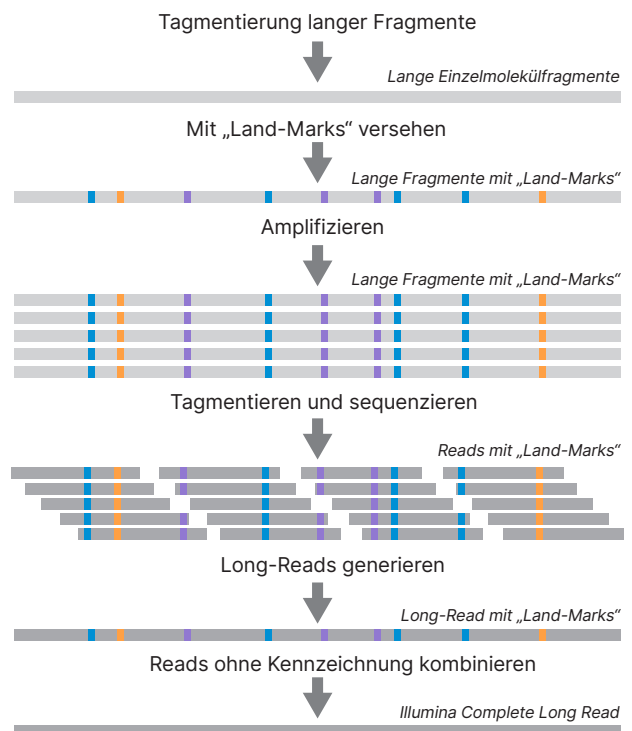 Tagmentierung langer Fragmente
Lange Einzelmolekülfragmente
Mit „Land-Marks“ versehen
Lange Fragmente mit „Land-Marks“
Amplifizieren
Lange Fragmente mit „Land-Marks“
Tagmentieren und sequenzieren
Reads mit „Land-Marks“
Long-Reads generieren
Long-Read mit „Land-Marks“
Reads ohne Kennzeichnung kombinieren
Illumina Complete Long Read